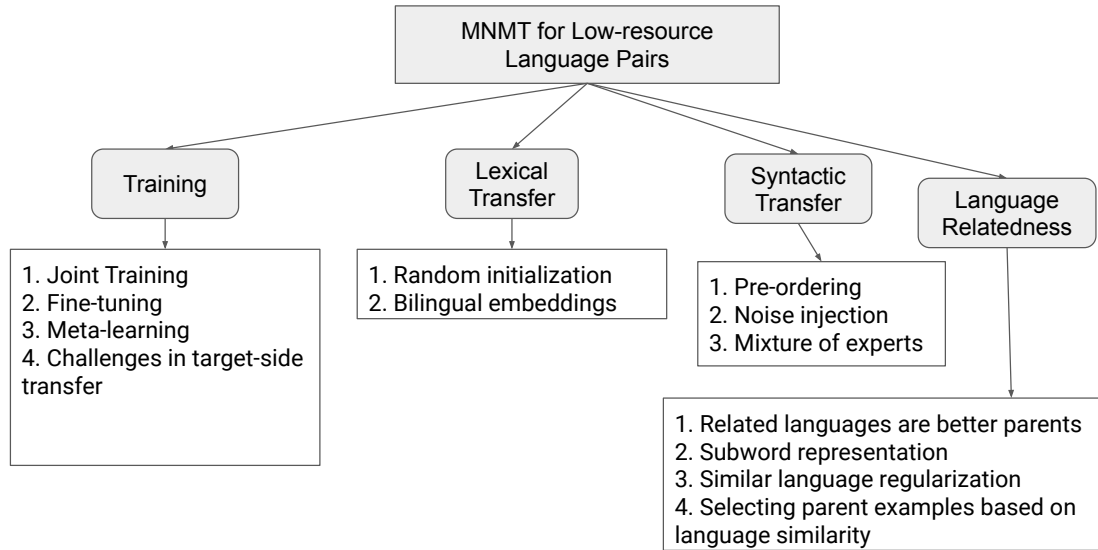 MNMT for Low-resource
Language Pairs
Training
Lexical
Transfer
Syntactic
Transfer
Language
Relatedness
1. Joint Training
2. Fine-tuning
3. Meta-learning
4. Challenges in target-side
transfer
1. Random initialization
2. Bilingual embeddings
1. Pre-ordering
2. Noise injection
3. Mixture of experts
1. Related languages are better parents
2. Subword representation
3. Similar language regularization
4. Selecting parent examples based on
language similarity